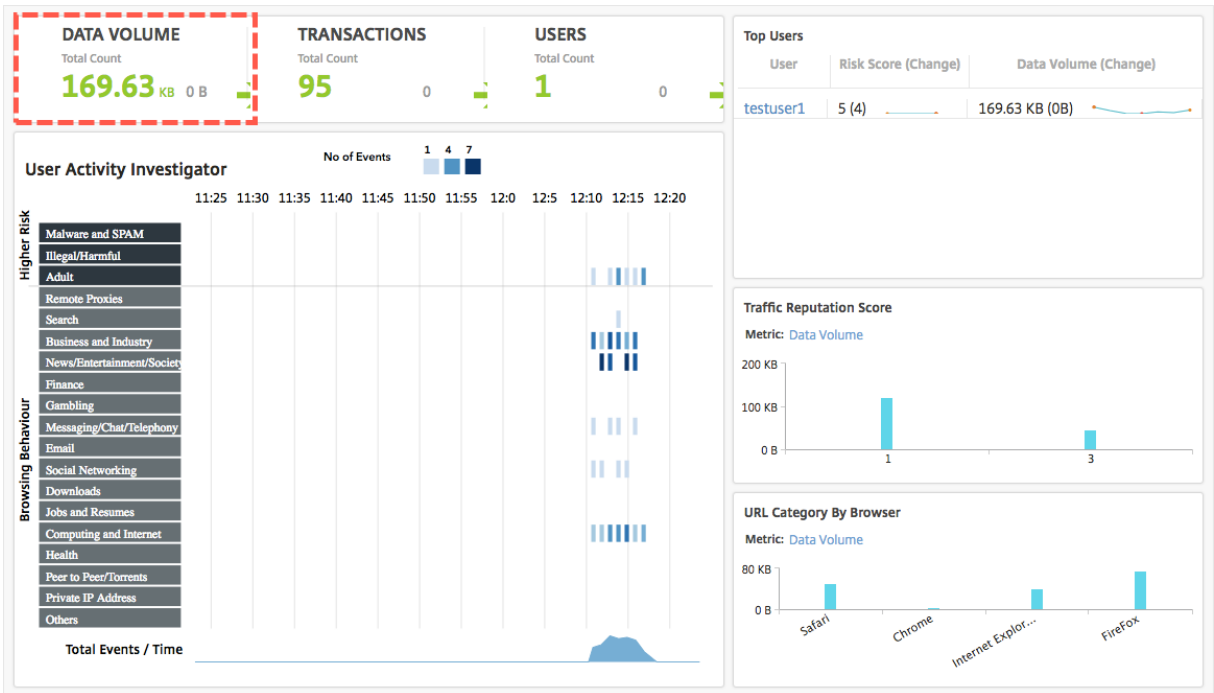 DATA VOLUME
Total Count
169.63 KB 0 B
TRANSACTIONS
Total Count
95 0
USERS
Total Count
1 0
User Activity Investigator
No of Events
1 4 7
11:25 11:30 11:35 11:40 11:45 11:50 11:55 12:0 12:5 12:10 12:15 12:20
Higher Risk
Malware and SPAM
Illegal/Harmful
Adult
Browsing Behaviour
Remote Proxies
Search
Business and Industry
News/Entertainment/Society
Finance
Gambling
Messaging/Chat/Telephony
Email
Social Networking
Downloads
Jobs and Resumes
Computing and Internet
Health
Peer to Peer/Torrents
Private IP Address
Others
Total Events / Time
Top Users
User Risk Score (Change) Data Volume (Change)
testuser1 5 (4) 169.63 KB (0B)
Traffic Reputation Score
Metric: Data Volume
200 KB
100 KB
0 B
1 3
URL Category By Browser
Metric: Data Volume
80 KB
0 B
Safari Chrome Internet Explor... FireFox